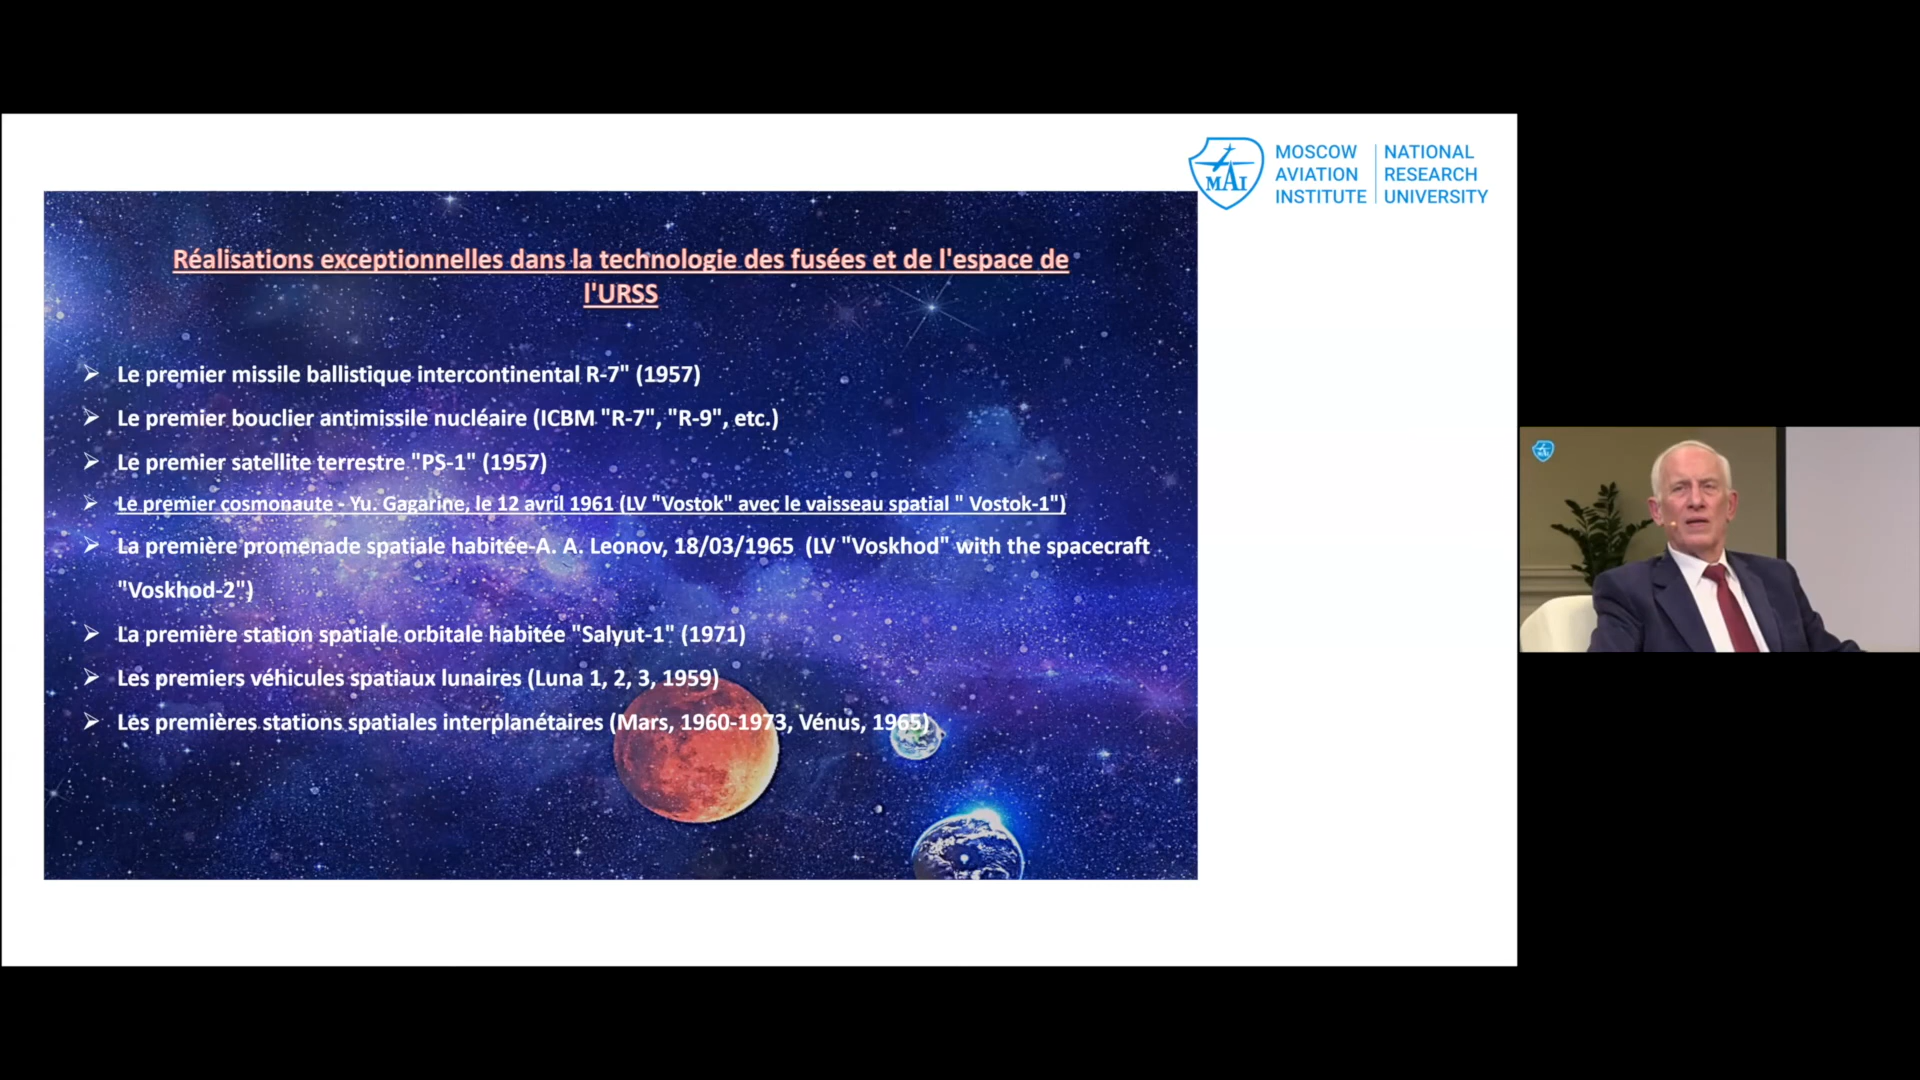 MOSCOW AVIATION INSTITUTE
NATIONAL RESEARCH UNIVERSITY
MAI
Réalisations exceptionnelles dans la technologie des fusées et de l'espace de
l'URSS
Le premier missile ballistique intercontinental R-7" (1957)
Le premier bouclier antimissile nucléaire (ICBM "R-7", "R-9", etc.)
Le premier satellite terrestre "PS-1" (1957)
Le premier cosmonaute - Yu. Gagarine, le 12 avril 1961 (LV "Vostok" avec le vaisseau spatial " Vostok-1")
La première promenade spatiale habitée-A. A. Leonov, 18/03/1965 (LV "Voskhod" with the spacecraft
"Voskhod-2")
La première station spatiale orbitale habitée "Salyut-1" (1971)
Les premiers véhicules spatiaux lunaires (Luna 1, 2, 3, 1959)
Les premières stations spatiales interplanétaires (Mars, 1960-1973, Vénus, 1965)
MAI